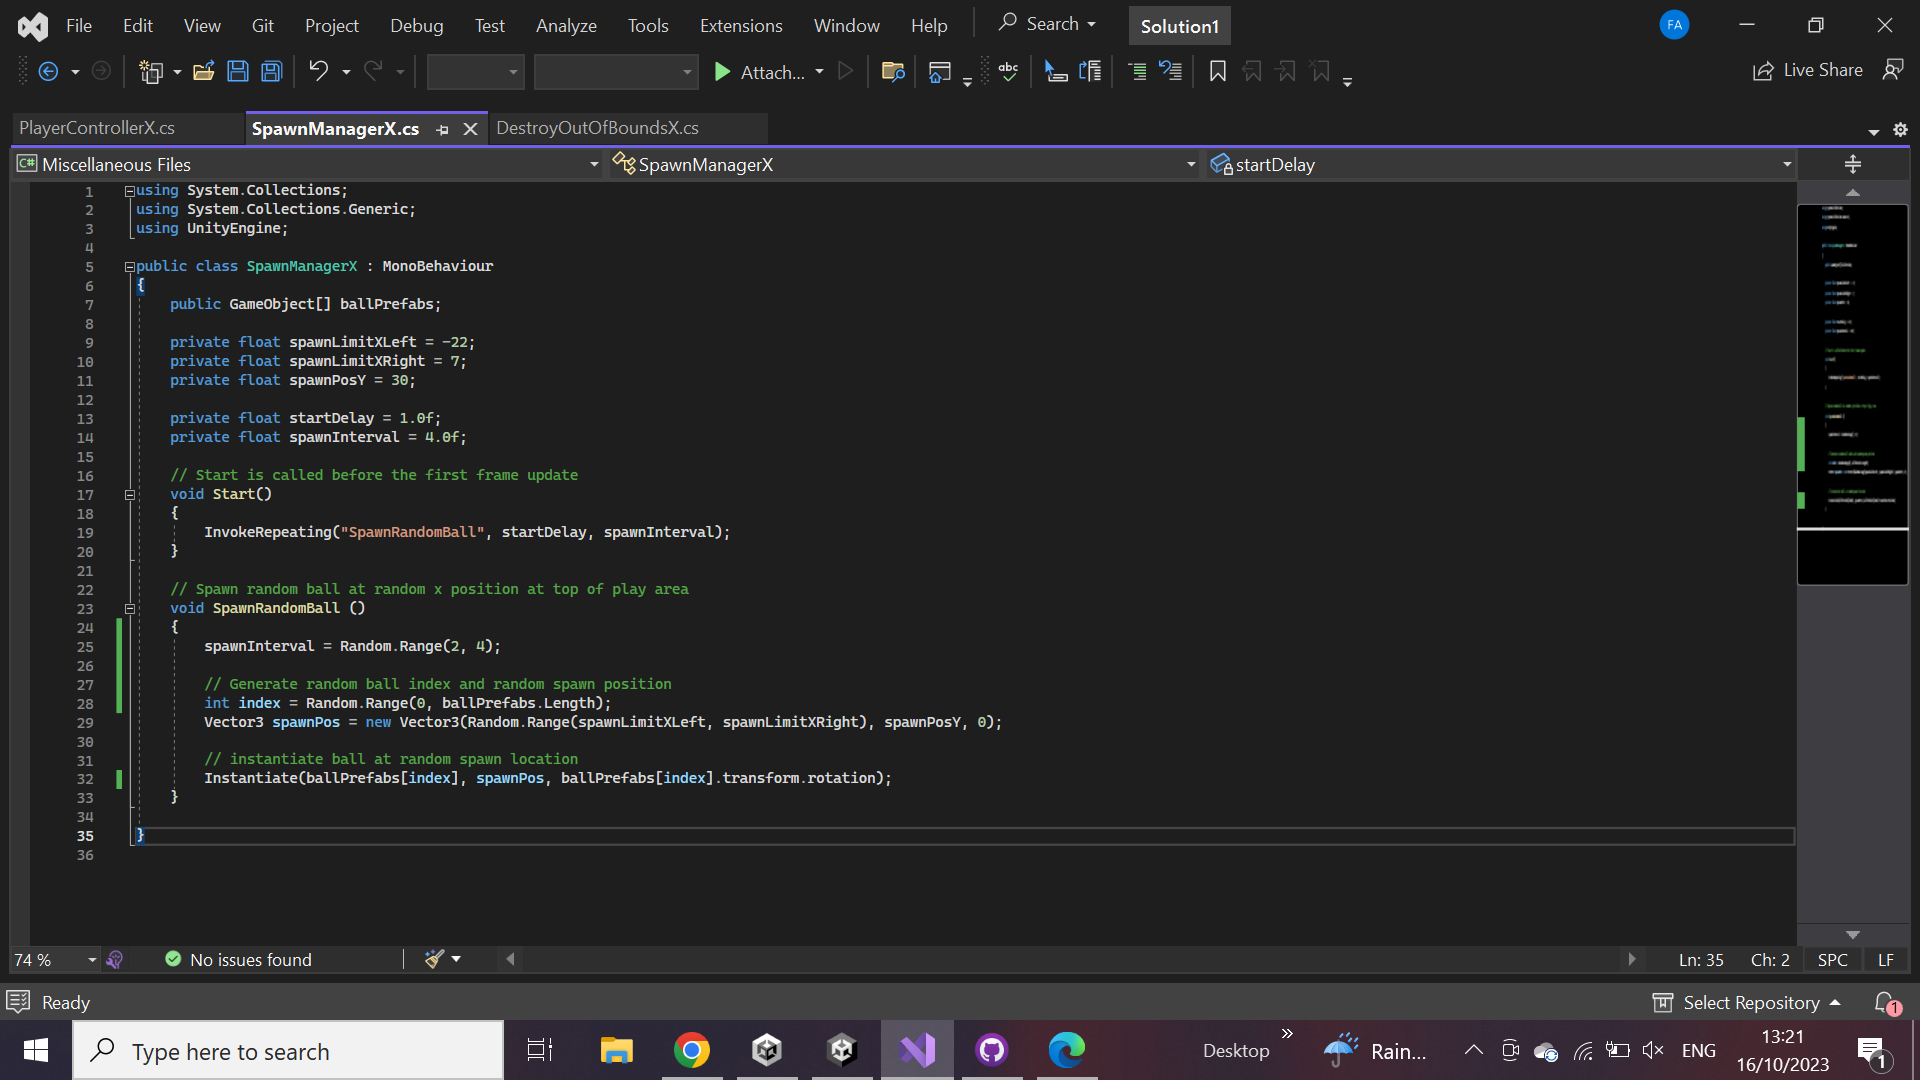 File Edit View Git Project Debug Test Analyze Tools Extensions Window Help Search Solution1 FA
Attach... abc Live Share
PlayerControllerX.cs SpawnManagerX.cs DestroyOutOfBoundsX.cs
C# Miscellaneous Files SpawnManagerX startDelay
1 using System.Collections;
2 using System.Collections.Generic;
3 using UnityEngine;
4
5 public class SpawnManagerX : MonoBehaviour
6 {
7 public GameObject[] ballPrefabs;
8
9 private float spawnLimitXLeft = -22;
10 private float spawnLimitXRight = 7;
11 private float spawnPosY = 30;
12
13 private float startDelay = 1.0f;
14 private float spawnInterval = 4.0f;
15
16 // Start is called before the first frame update
17 void Start()
18 {
19 InvokeRepeating("SpawnRandomBall", startDelay, spawnInterval);
20 }
21
22 // Spawn random ball at random x position at top of play area
23 void SpawnRandomBall ()
24 {
25 spawnInterval = Random.Range(2, 4);
26
27 // Generate random ball index and random spawn position
28 int index = Random.Range(0, ballPrefabs.Length);
29 Vector3 spawnPos = new Vector3(Random.Range(spawnLimitXLeft, spawnLimitXRight), spawnPosY, 0);
30
31 // instantiate ball at random spawn location
32 Instantiate(ballPrefabs[index], spawnPos, ballPrefabs[index].transform.rotation);
33 }
34
35 }
36
74 % No issues found Ln: 35 Ch: 2 SPC LF
Ready Select Repository 1
Type here to search Desktop Rain... ENG 13:21
16/10/2023 1